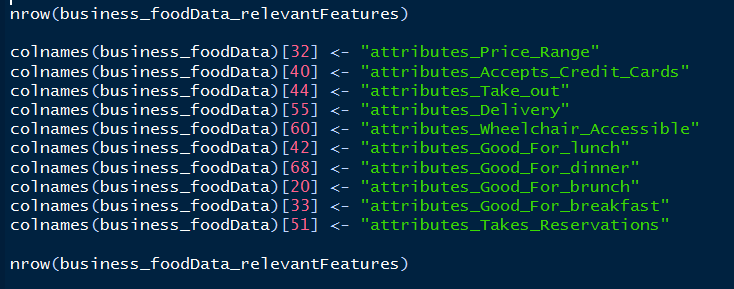 nrow(business_foodData_relevantFeatures)
colnames(business_foodData)[32] <- "attributes_Price_Range"
colnames(business_foodData)[40] <- "attributes_Accepts_Credit_Cards"
colnames(business_foodData)[44] <- "attributes_Take_out"
colnames(business_foodData)[55] <- "attributes_Delivery"
colnames(business_foodData)[60] <- "attributes_Wheelchair_Accessible"
colnames(business_foodData)[42] <- "attributes_Good_For_lunch"
colnames(business_foodData)[68] <- "attributes_Good_For_dinner"
colnames(business_foodData)[20] <- "attributes_Good_For_brunch"
colnames(business_foodData)[33] <- "attributes_Good_For_breakfast"
colnames(business_foodData)[51] <- "attributes_Takes_Reservations"
nrow(business_foodData_relevantFeatures)